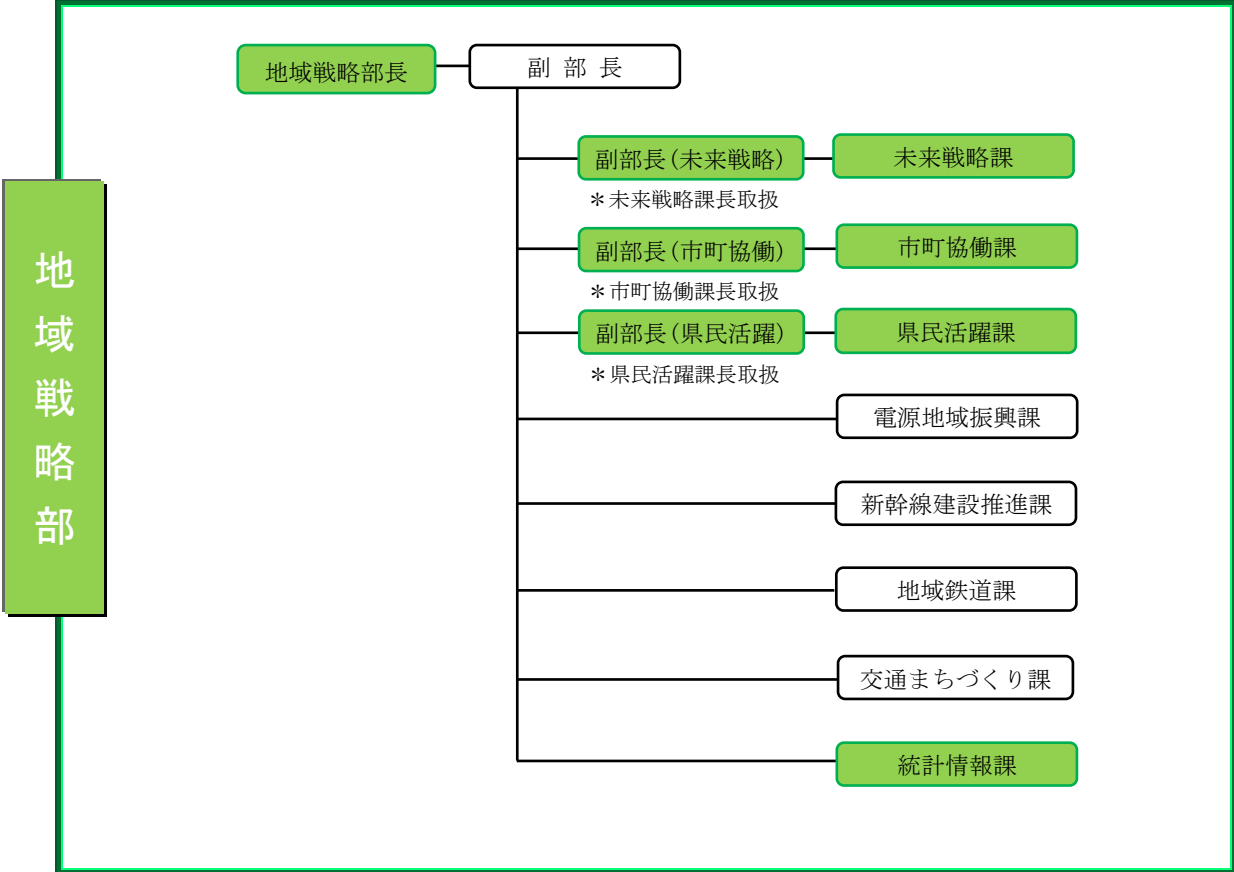 地域戦略部
地域戦略部長
副 部 長
副部長(未来戦略)
未来戦略課
＊未来戦略課長取扱
副部長(市町協働)
市町協働課
＊市町協働課長取扱
副部長(県民活躍)
県民活躍課
＊県民活躍課長取扱
電源地域振興課
新幹線建設推進課
地域鉄道課
交通まちづくり課
統計情報課